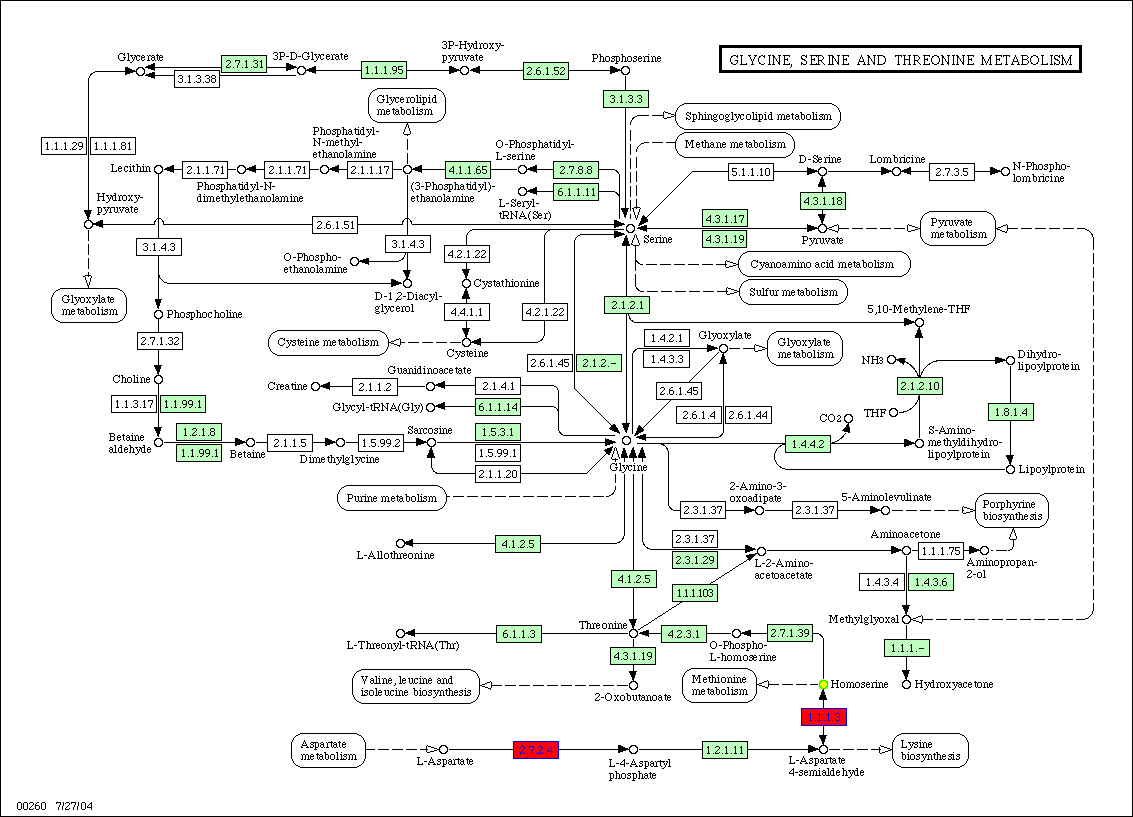 GLYCINE, SERINE AND THREONINE METABOLISM
Glycerate
2.7.1.31
3.1.3.38
3P-D-Glycerate
1.1.1.95
3P-Hydroxy-
pyruvate
2.6.1.52
Phosphoserine
3.1.3.3
Glycerolipid
metabolism
Sphingoglycolipid metabolism
Methane metabolism
1.1.1.29
1.1.1.81
Lecithin
2.1.1.71
2.1.1.71
Phosphatidyl-
N-methyl-
ethanolamine
2.1.1.17
Phosphatidyl-N-
dimethylethanolamine
(3-Phosphatidyl)-
ethanolamine
4.1.1.65
O-Phosphatidyl-
L-serine
2.7.8.8
6.1.1.11
L-Seryl-
tRNA(Ser)
5.1.1.10
D-Serine
Lombricine
2.7.3.5
N-Phospho-
lombricine
4.3.1.18
Hydroxy-
pyruvate
2.6.1.51
Serine
4.3.1.17
4.3.1.19
Pyruvate
Pyruvate
metabolism
3.1.4.3
3.1.4.3
O-Phospho-
ethanolamine
4.2.1.22
Cyanoamino acid metabolism
Sulfur metabolism
Glyoxylate
metabolism
D-1,2-Diacyl-
glycerol
Cystathionine
4.4.1.1
4.2.1.22
2.1.2.1
5,10-Methylene-THF
Phosphocholine
2.7.1.32
Cysteine metabolism
Cysteine
2.6.1.45
2.1.2.-
1.4.2.1
1.4.3.3
Glyoxylate
Glyoxylate
metabolism
NH3
Dihydro-
lipoylprotein
Choline
Creatine
2.1.1.2
Guanidinoacetate
2.1.4.1
2.6.1.45
2.1.2.10
1.1.3.17
1.1.99.1
Glycyl-tRNA(Gly)
6.1.1.14
2.6.1.4
2.6.1.44
CO2
THF
1.8.1.4
Betaine
aldehyde
1.2.1.8
1.1.99.1
Betaine
2.1.1.5
Dimethylglycine
1.5.99.2
Sarcosine
1.5.3.1
1.5.99.1
2.1.1.20
Glycine
1.4.4.2
S-Amino-
methyldihydro-
lipoylprotein
Lipoylprotein
Purine metabolism
2.3.1.37
2-Amino-3-
oxoadipate
2.3.1.37
5-Aminolevulinate
Porphyrine
biosynthesis
L-Allothreonine
4.1.2.5
2.3.1.37
2.3.1.29
L-2-Amino-
acetoacetate
Aminoacetone
1.1.1.75
Aminopropan-
2-ol
4.1.2.5
1.1.1.103
1.4.3.4
1.4.3.6
Methylglyoxal
L-Threonyl-tRNA(Thr)
6.1.1.3
Threonine
4.2.3.1
O-Phospho-
L-homoserine
2.7.1.39
1.1.1.-
4.3.1.19
Valine, leucine and
isoleucine biosynthesis
2-Oxobutanoate
Methionine
metabolism
Homoserine
Hydroxyacetone
1.1.1.3
Aspartate
metabolism
L-Aspartate
2.7.2.4
L-4-Aspartyl
phosphate
1.2.1.11
L-Aspartate
4-semialdehyde
Lysine
biosynthesis
00260 7/27/04